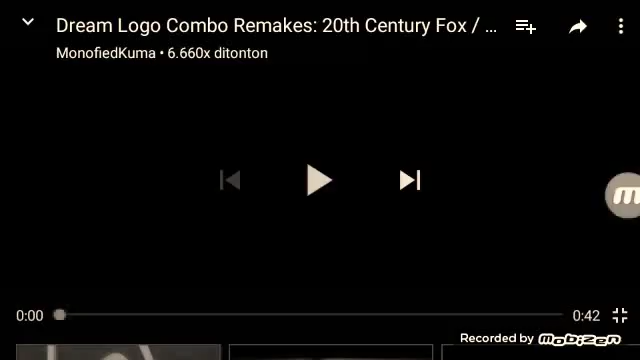 Dream Logo Combo Remakes: 20th Century Fox / ...
MonofiedKuma • 6.660x ditonton
m
0:00
0:42
Recorded by mobizen